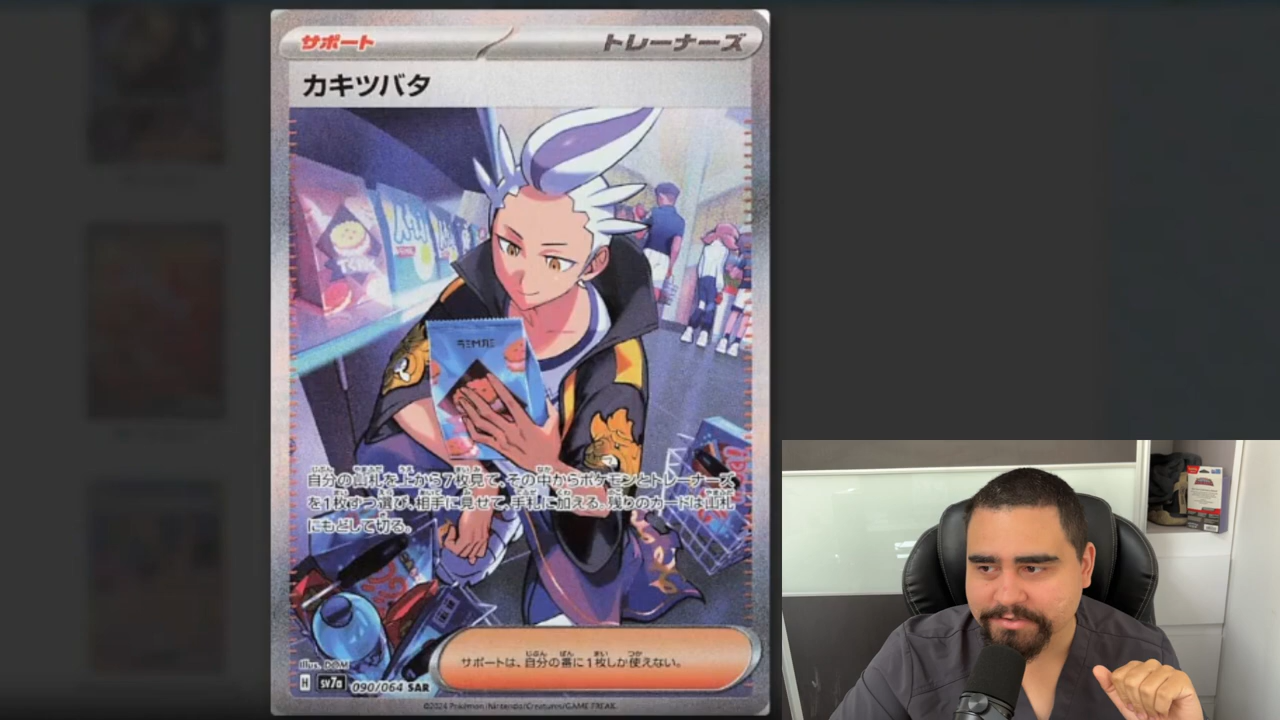 サポート
トレーナーズ
カキツバタ
自分の山札を上から7枚見て、その中からポケモンとトレーナーズ
を1枚ずつ選び、相手に見せて、手札に加える。残りのカードは山札
にもどして切る。
サポートは、自分の番に1枚しか使えない。
Illus. DOM
H sv7a 090/064 SAR
©2024 Pokémon/Nintendo/Creatures/GAME FREAK.